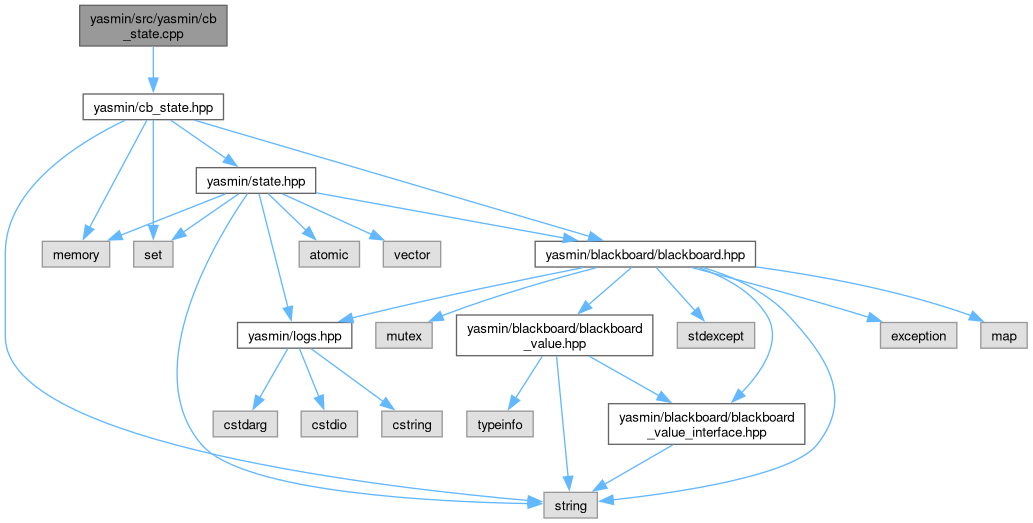 yasmin/src/yasmin/cb
_state.cpp
yasmin/cb_state.hpp
yasmin/state.hpp
memory
set
atomic
vector
yasmin/blackboard/blackboard.hpp
yasmin/logs.hpp
mutex
yasmin/blackboard/blackboard
_value.hpp
stdexcept
exception
map
cstdarg
cstdio
cstring
typeinfo
yasmin/blackboard/blackboard
_value_interface.hpp
string